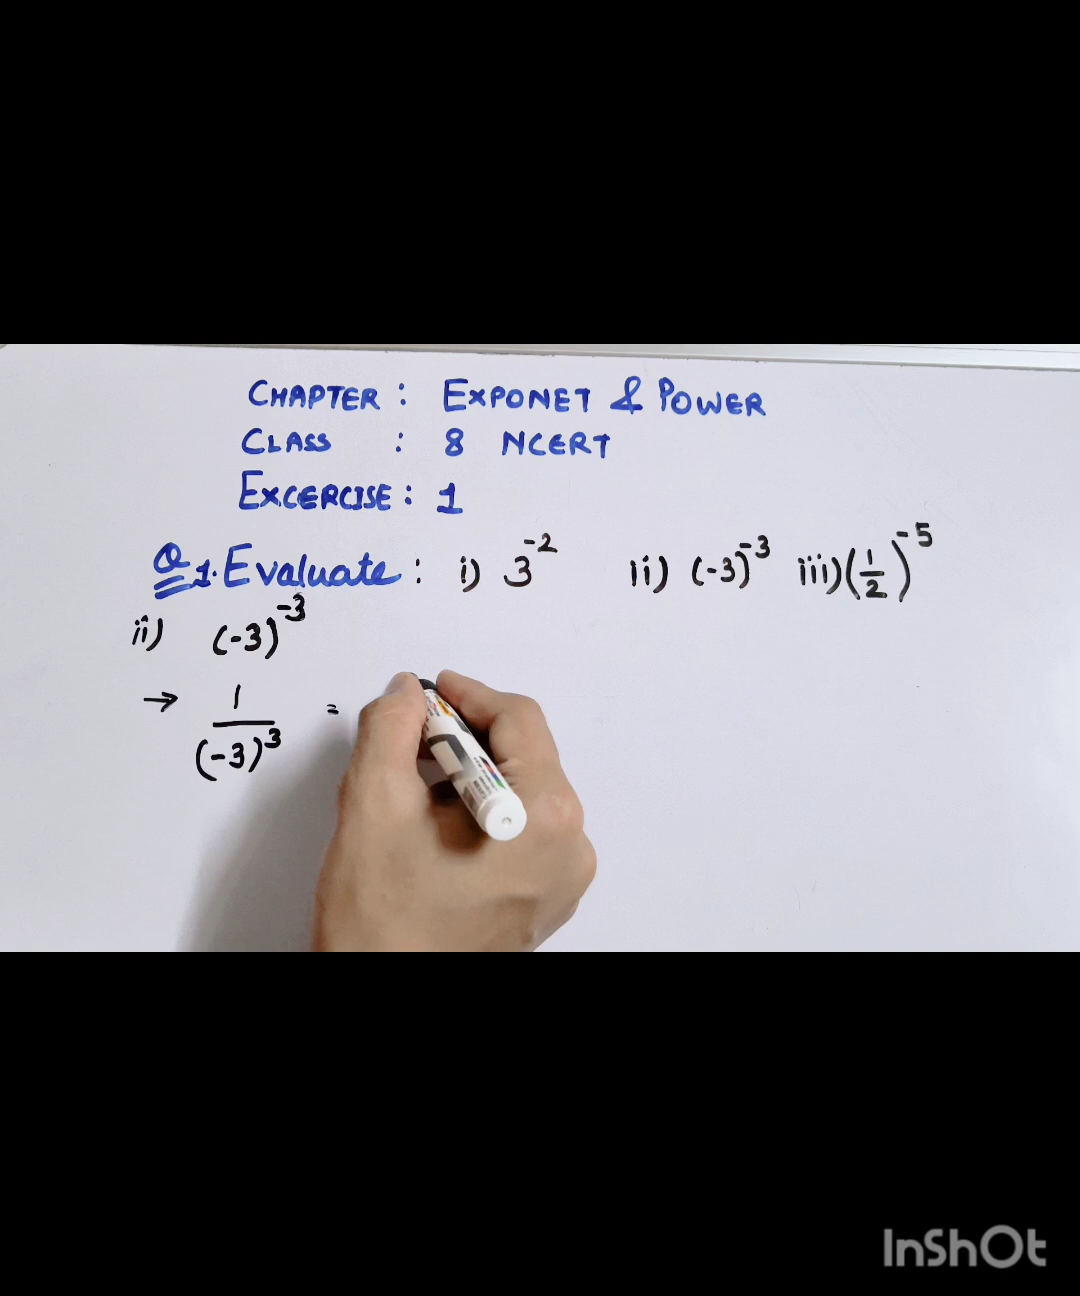 CHAPTER : EXPONET & POWER
CLASS : 8 NCERT
EXCERCISE : 1
Q 1. Evaluate : i) 3⁻² ii) (-3)⁻³ iii) (1/2)⁻⁵
ii) (-3)⁻³
→ 1/(-3)³ =
InShOt